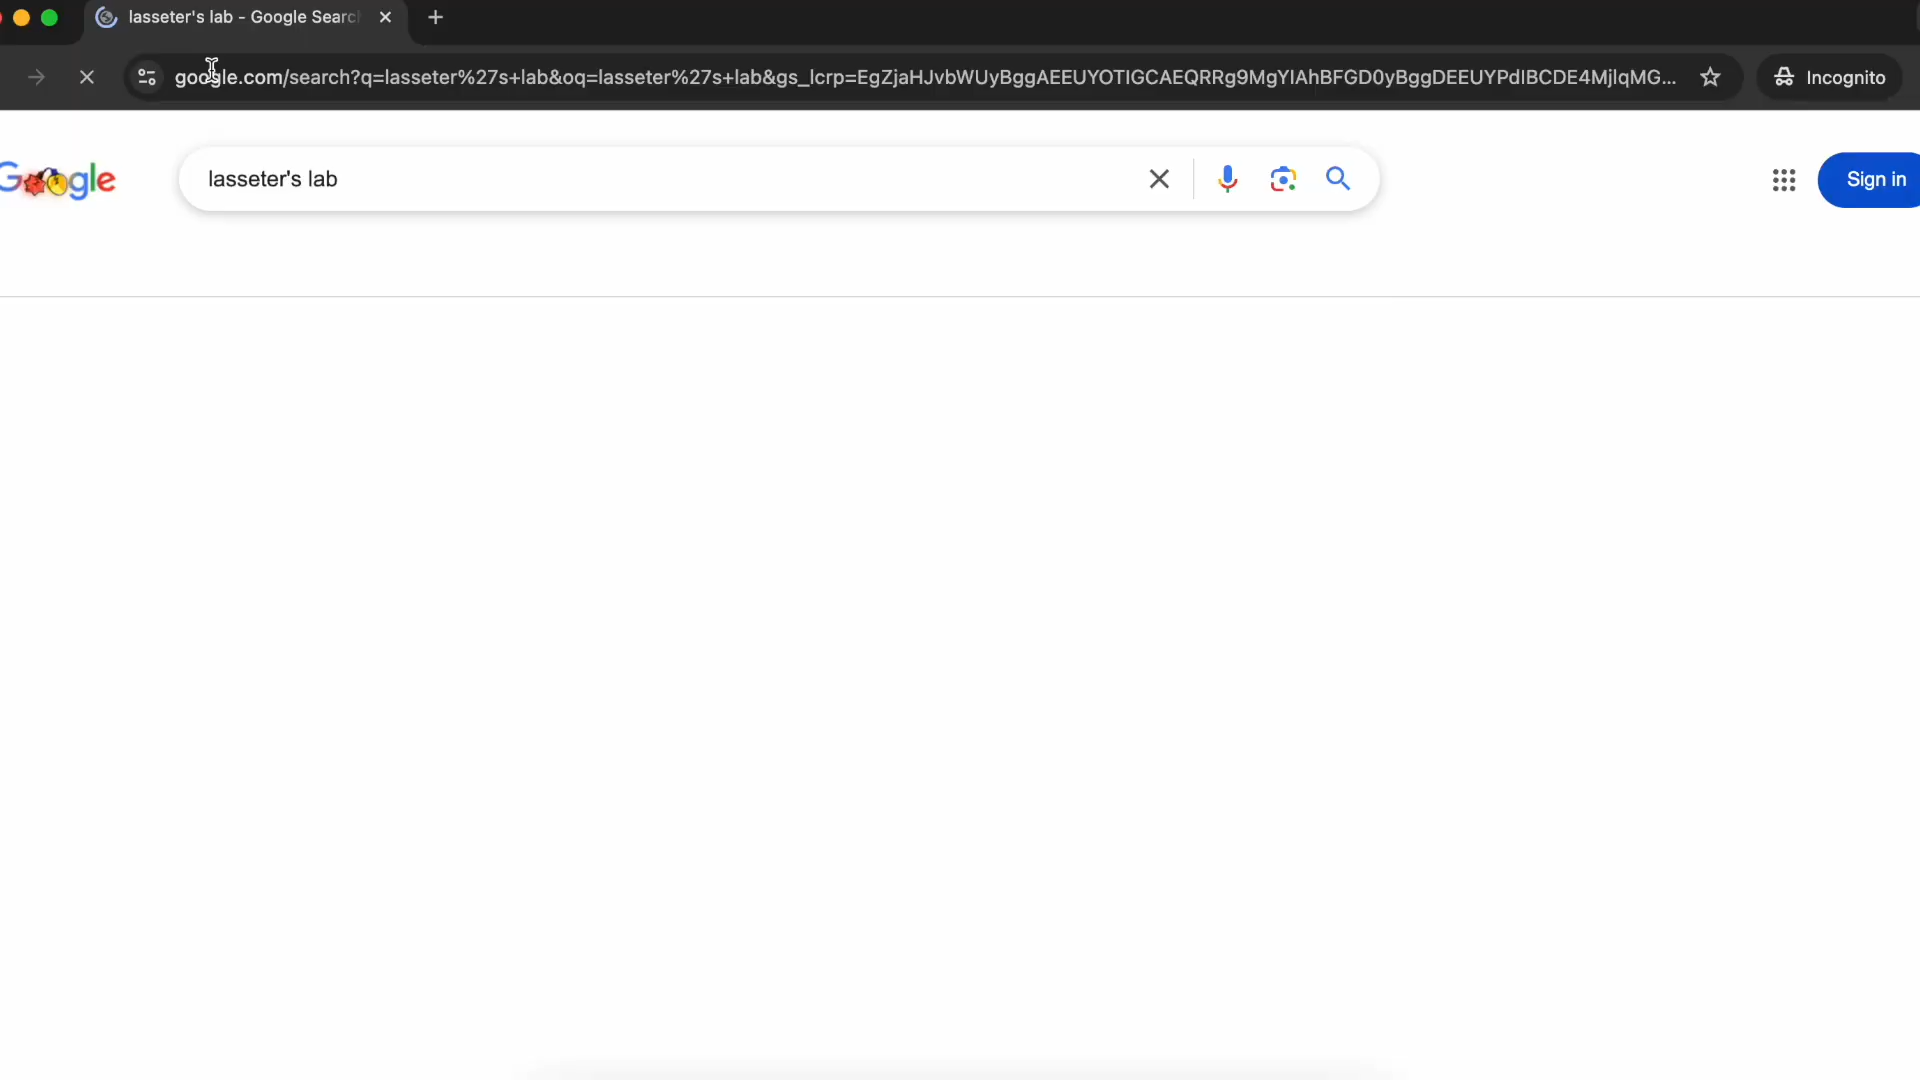 lasseter's lab - Google Searc
google.com/search?q=lasseter%27s+lab&oq=lasseter%27s+lab&gs_lcrp=EgZjaHJvbWUyBggAEEUYOTIGCAEQRRg9MgYIAhBFGD0yBggDEEUYPdIBCDE4MjlqMG...
Incognito
Google
lasseter's lab
Sign in